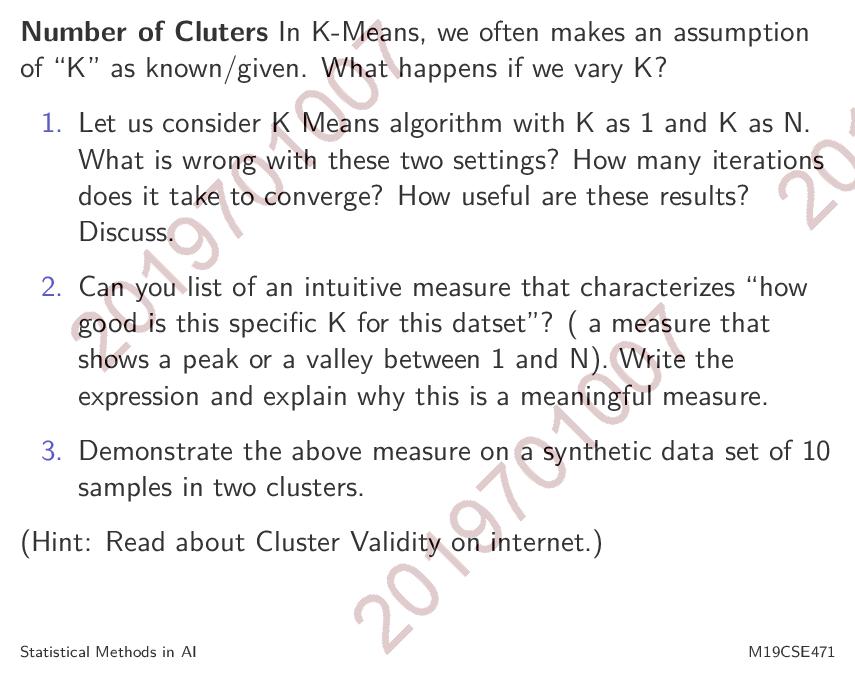 Number of Cluters In K-Means, we often makes an assumption
of “K” as known/given. What happens if we vary K?
1. Let us consider K Means algorithm with K as 1 and K as N.
What is wrong with these two settings? How many iterations
does it take to converge? How useful are these results?
Discuss.
2. Can you list of an intuitive measure that characterizes “how
good is this specific K for this datset”? ( a measure that
shows a peak or a valley between 1 and N). Write the
expression and explain why this is a meaningful measure.
3. Demonstrate the above measure on a synthetic data set of 10
samples in two clusters.
(Hint: Read about Cluster Validity on internet.)
Statistical Methods in AI
M19CSE471
2019701007
2019701007
201